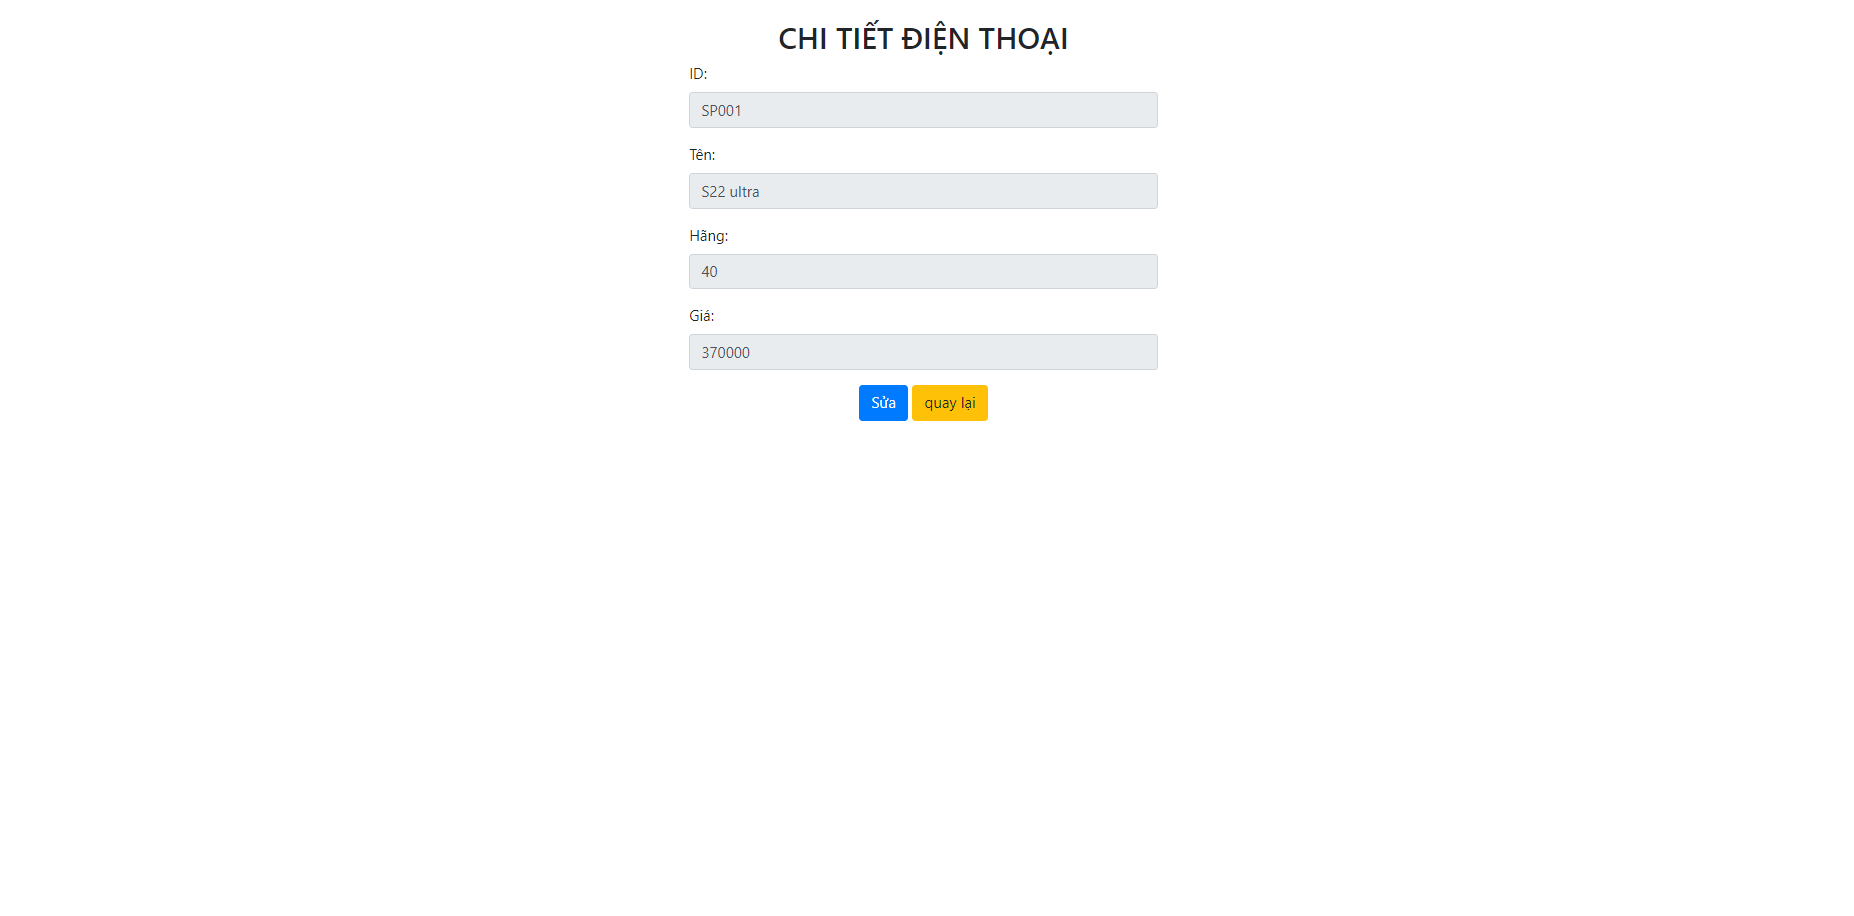 CHI TIẾT ĐIỆN THOẠI
ID:
SP001
Tên:
S22 ultra
Hãng:
40
Giá:
370000
Sửa quay lại